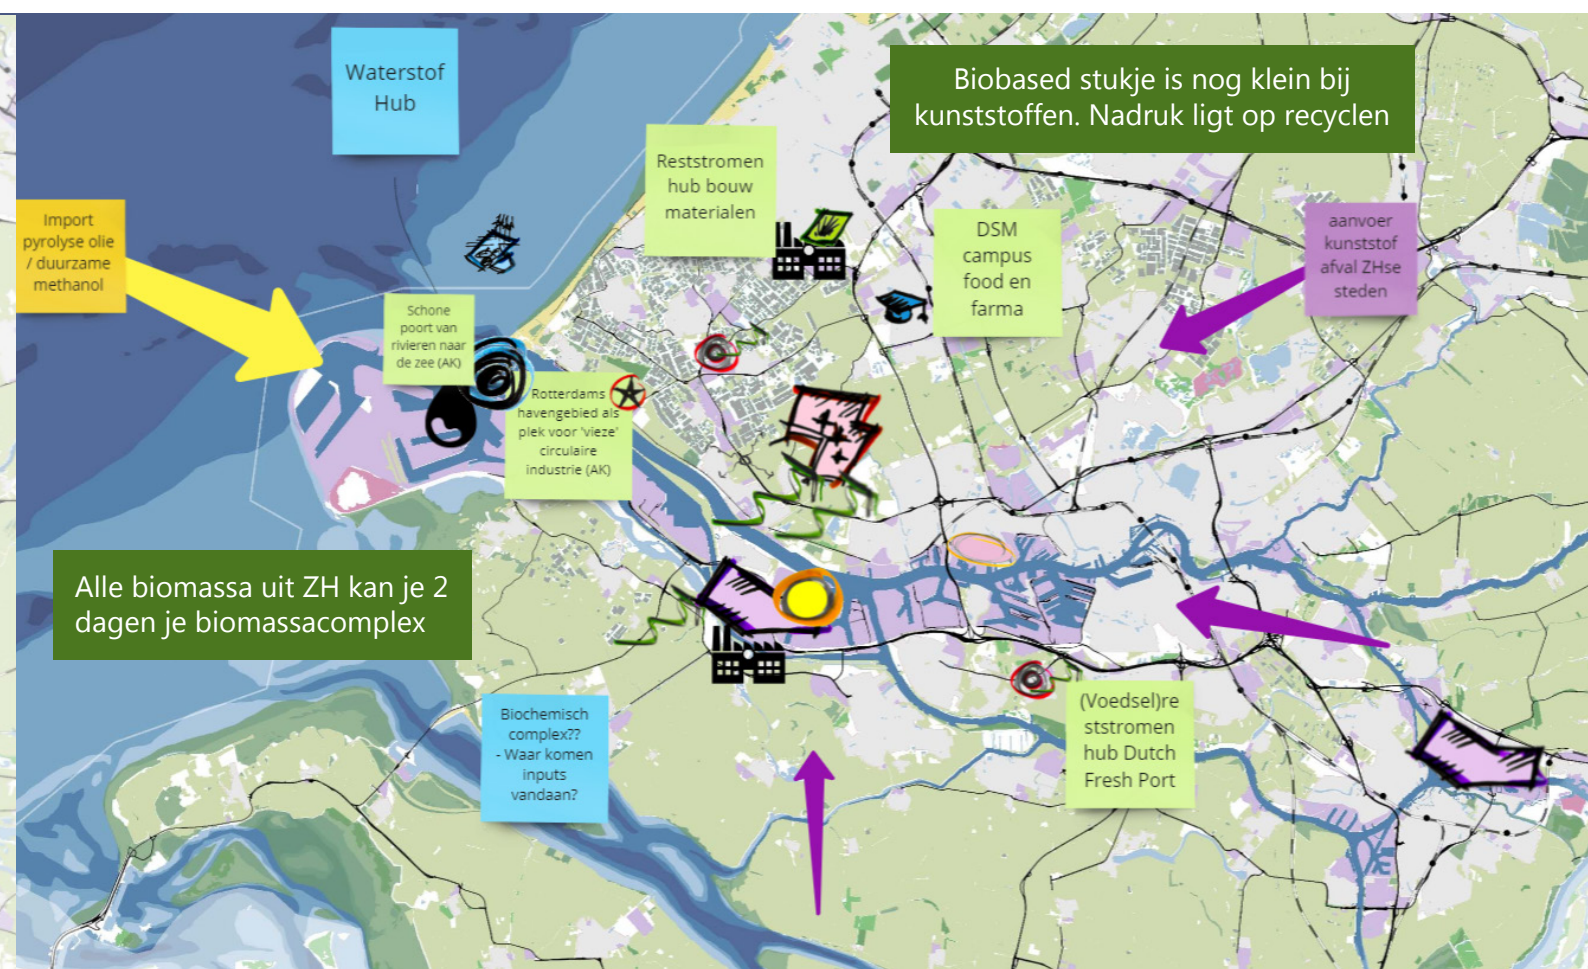 Waterstof
Hub
Biobased stukje is nog klein bij
kunststoffen. Nadruk ligt op recyclen
Reststromen
hub bouw
materialen
Import
pyrolyse olie
/ duurzame
methanol
DSM
campus
food en
farma
aanvoer
kunststof
afval ZHse
steden
Schone
poort van
rivieren naar
de zee (AK)
Rotterdams
havengebied als
plek voor 'vieze'
circulaire
industrie (AK)
Alle biomassa uit ZH kan je 2
dagen je biomassacomplex
Biochemisch
complex??
- Waar komen
inputs
vandaan?
(Voedsel)re
ststromen
hub Dutch
Fresh Port